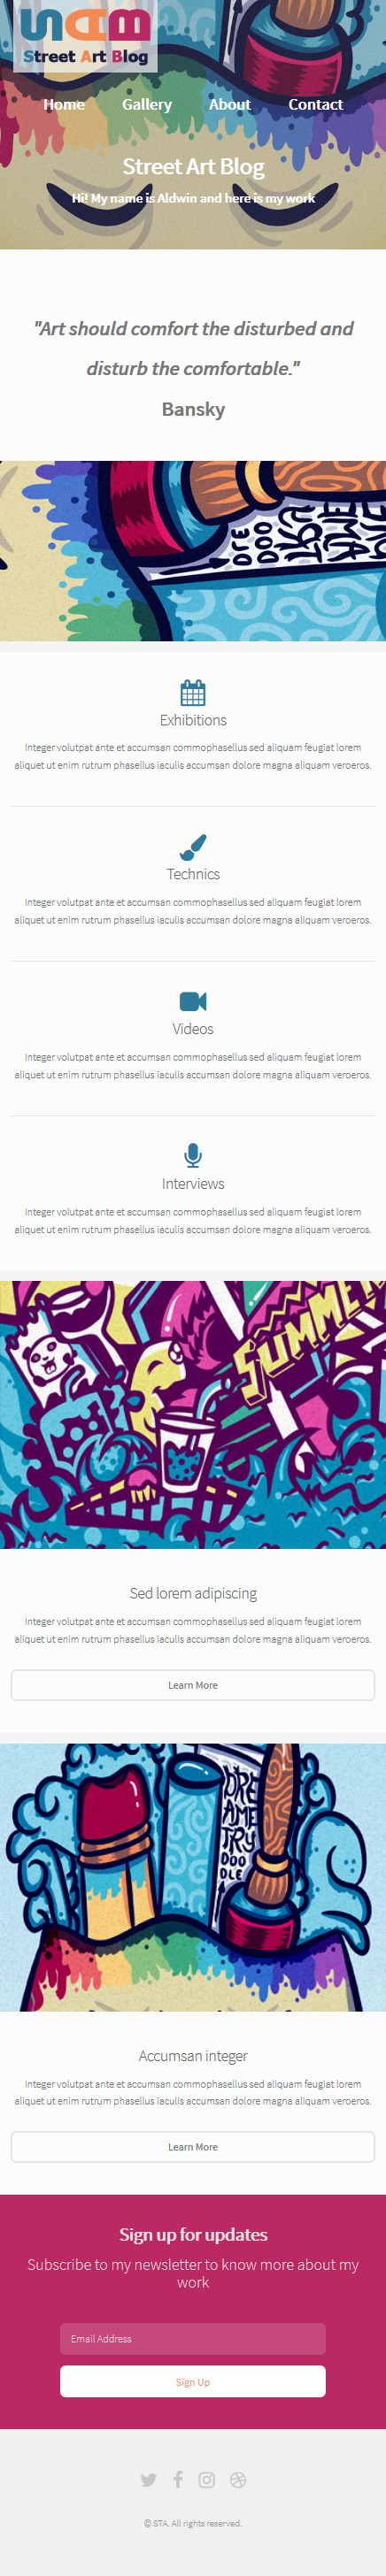 uam
Street Art Blog
Home Gallery About Contact
Street Art Blog
Hi! My name is Aldwin and here is my work
"Art should comfort the disturbed and
disturb the comfortable."
Bansky
DRE
DOO
Exhibitions
Integer volutpat ante et accumsan commophasellus sed aliquam feugiat lorem
aliquet ut enim rutrum phasellus iaculis accumsan dolore magna aliquam veroeros.
Technics
Integer volutpat ante et accumsan commophasellus sed aliquam feugiat lorem
aliquet ut enim rutrum phasellus iaculis accumsan dolore magna aliquam veroeros.
Videos
Integer volutpat ante et accumsan commophasellus sed aliquam feugiat lorem
aliquet ut enim rutrum phasellus iaculis accumsan dolore magna aliquam veroeros.
Interviews
Integer volutpat ante et accumsan commophasellus sed aliquam feugiat lorem
aliquet ut enim rutrum phasellus iaculis accumsan dolore magna aliquam veroeros.
Sed lorem adipiscing
Integer volutpat ante et accumsan commophasellus sed aliquam feugiat lorem
aliquet ut enim rutrum phasellus iaculis accumsan dolore magna aliquam veroeros.
Learn More
DRE
AME
TRY
DOO
DLE
Accumsan integer
Integer volutpat ante et accumsan commophasellus sed aliquam feugiat lorem
aliquet ut enim rutrum phasellus iaculis accumsan dolore magna aliquam veroeros.
Learn More
Sign up for updates
Subscribe to my newsletter to know more about my
work
Email Address
Sign Up
© STA. All rights reserved.